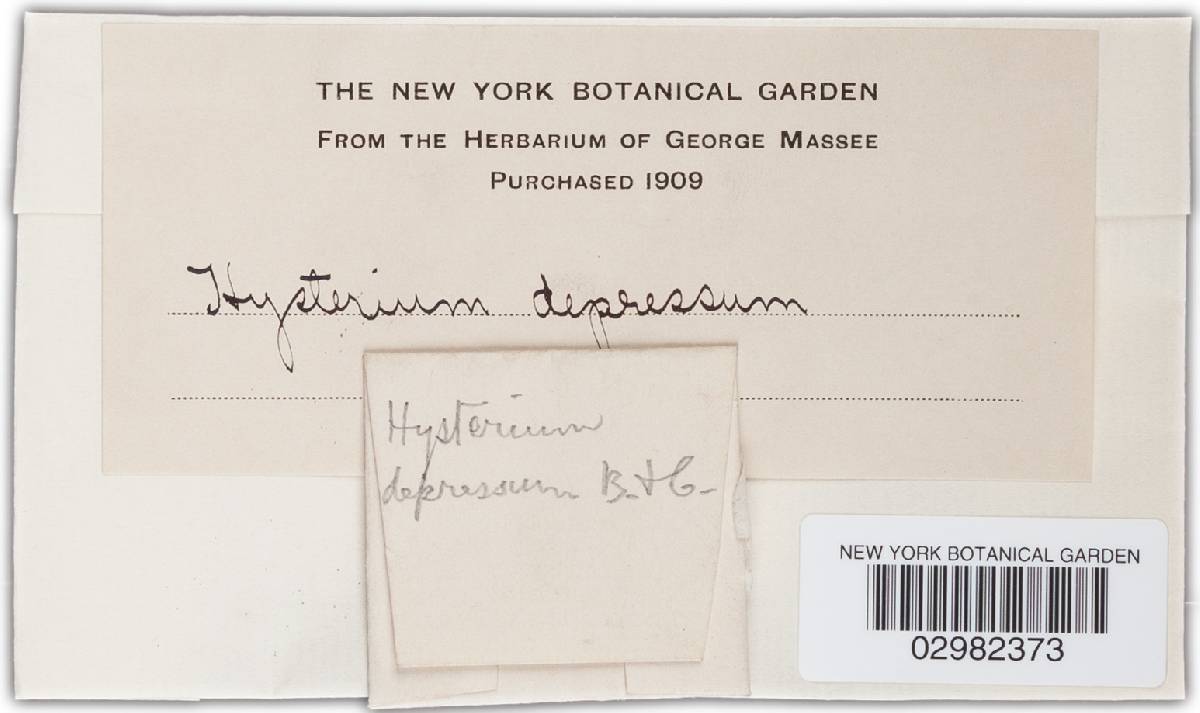 THE NEW YORK BOTANICAL GARDEN
FROM THE HERBARIUM OF GEORGE MASSEE
PURCHASED 1909
Hysterium depressum
Hysterium
depressum B. & C.
NEW YORK BOTANICAL GARDEN
02982373